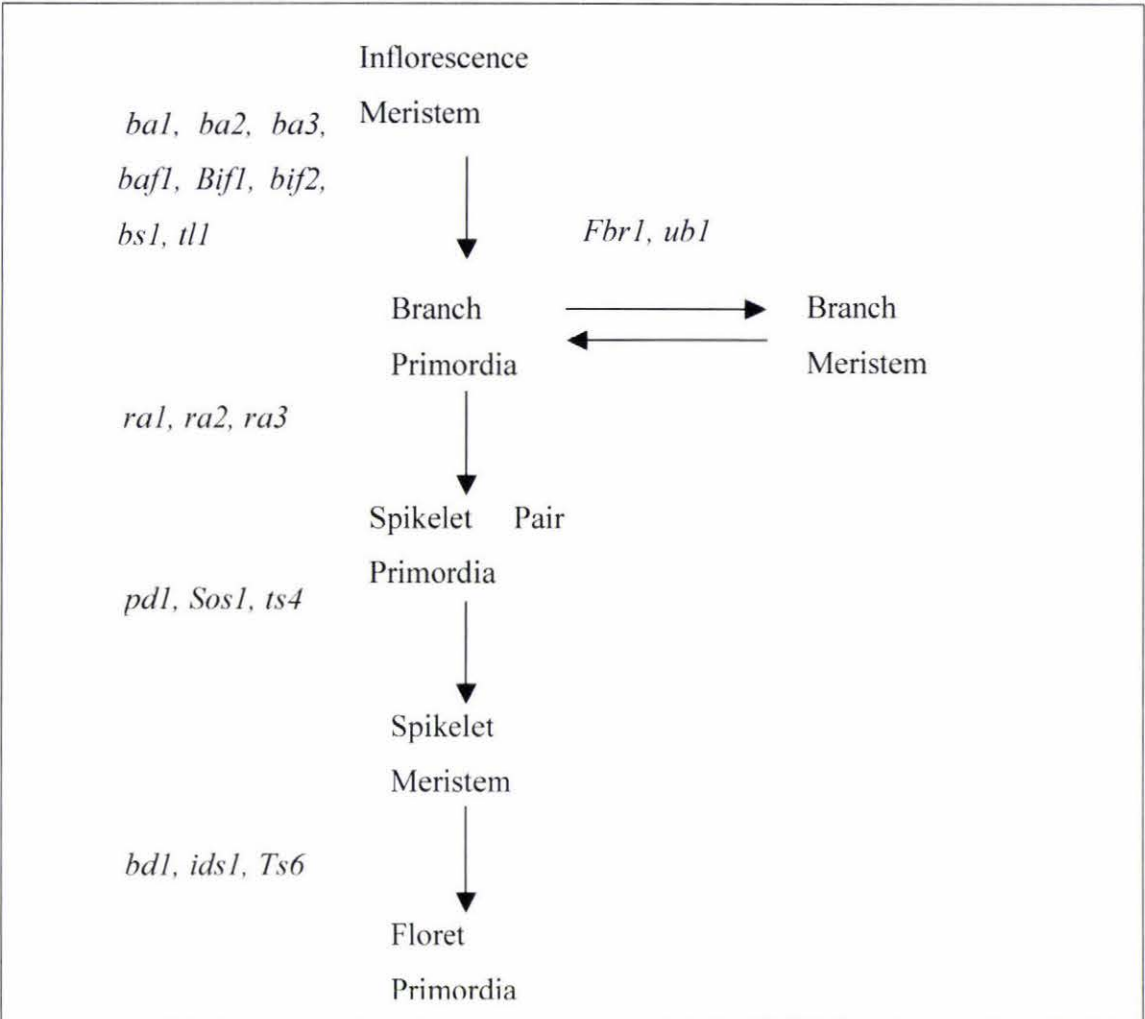 Inflorescence
Meristem
ba1, ba2, ba3,
baf1, Bif1, bif2,
bs1, tl1
Fbr1, ub1
Branch
Primordia
Branch
Meristem
ra1, ra2, ra3
Spikelet Pair
Primordia
pd1, Sos1, ts4
Spikelet
Meristem
bd1, ids1, Ts6
Floret
Primordia